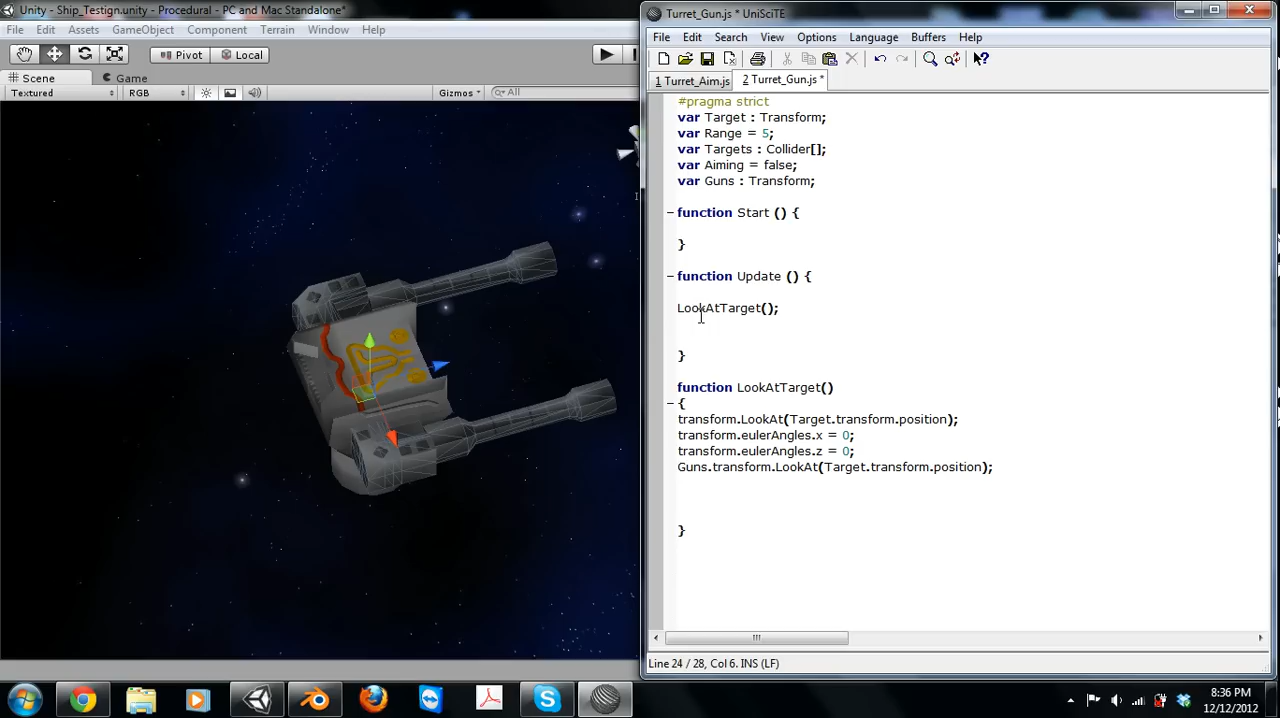 Unity - Ship_Testign.unity - Procedural - PC and Mac Standalone*
File Edit Assets GameObject Component Terrain Window Help
Pivot Local
Scene Game
Textured RGB Gizmos All
Turret_Gun.js * UniSciTE
File Edit Search View Options Language Buffers Help
1 Turret_Aim.js 2 Turret_Gun.js *
#pragma strict
var Target : Transform;
var Range = 5;
var Targets : Collider[];
var Aiming = false;
var Guns : Transform;
function Start () {
}
function Update () {
LookAtTarget();
}
function LookAtTarget()
{
transform.LookAt(Target.transform.position);
transform.eulerAngles.x = 0;
transform.eulerAngles.z = 0;
Guns.transform.LookAt(Target.transform.position);
}
Line 24 / 28, Col 6. INS (LF)
8:36 PM
12/12/2012